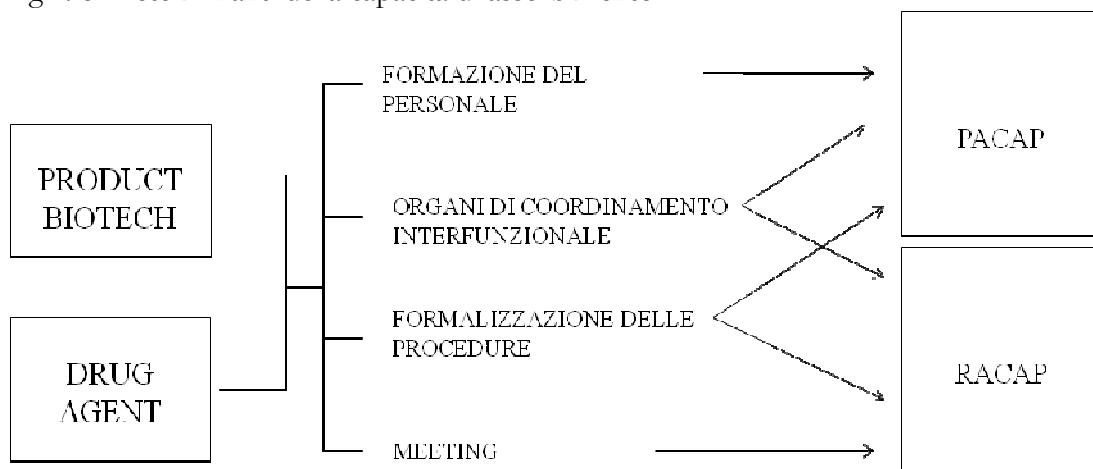 FORMAZIONE DEL
PERSONALE
PRODUCT
BIOTECH
ORGANI DI COORDINAMENTO
INTERFUNZIONALE
PACAP
FORMALIZZAZIONE DELLE
PROCEDURE
DRUG
AGENT
MEETING
RACAP